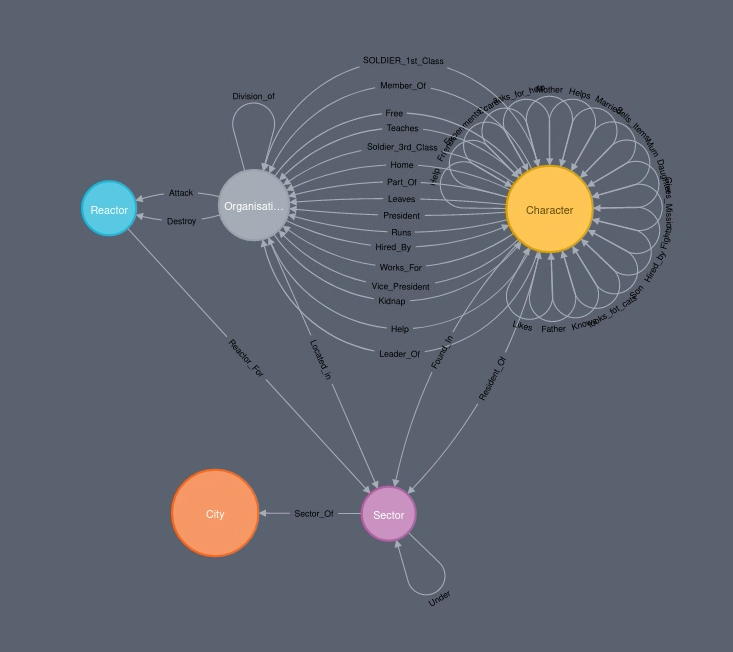 SOLDIER_1st_Class
Member_Of
Division_of
Free
Teaches
Soldier_3rd_Class
Home
Part_Of
Leaves
President
Runs
Hired_By
Works_For
Vice_President
Kidnap
Help
Leader_Of
Attack
Destroy
Reactor
Organisati...
Character
Mother
Helps
Married
Sells_Items
Mum
Daughter
Gives_Mission
Fights
Hired_by
Son
looks_for_cats
Knows
Father
Likes
Help
Reactor_For
Located_in
Found_In
Resident_Of
City
Sector_Of
Sector
Under